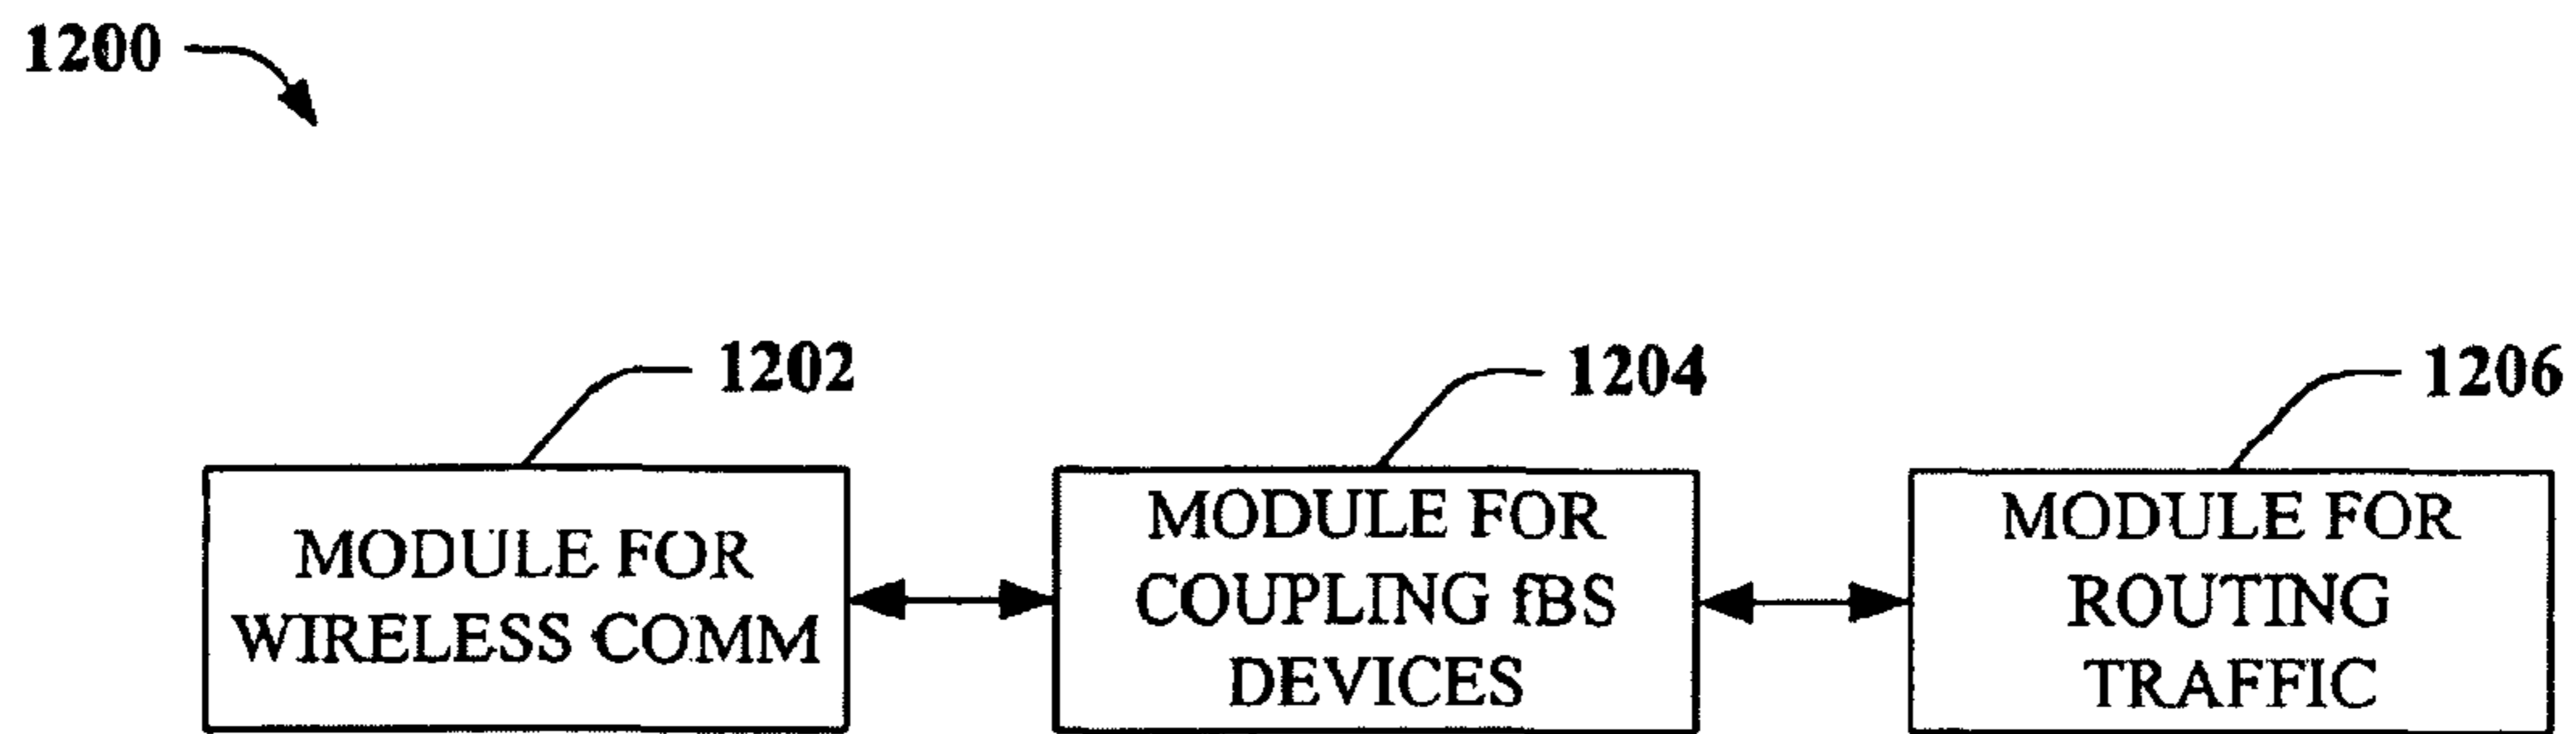 1200
1202
1204
1206
MODULE FOR
WIRELESS COMM
MODULE FOR
COUPLING fBS
DEVICES
MODULE FOR
ROUTING
TRAFFIC